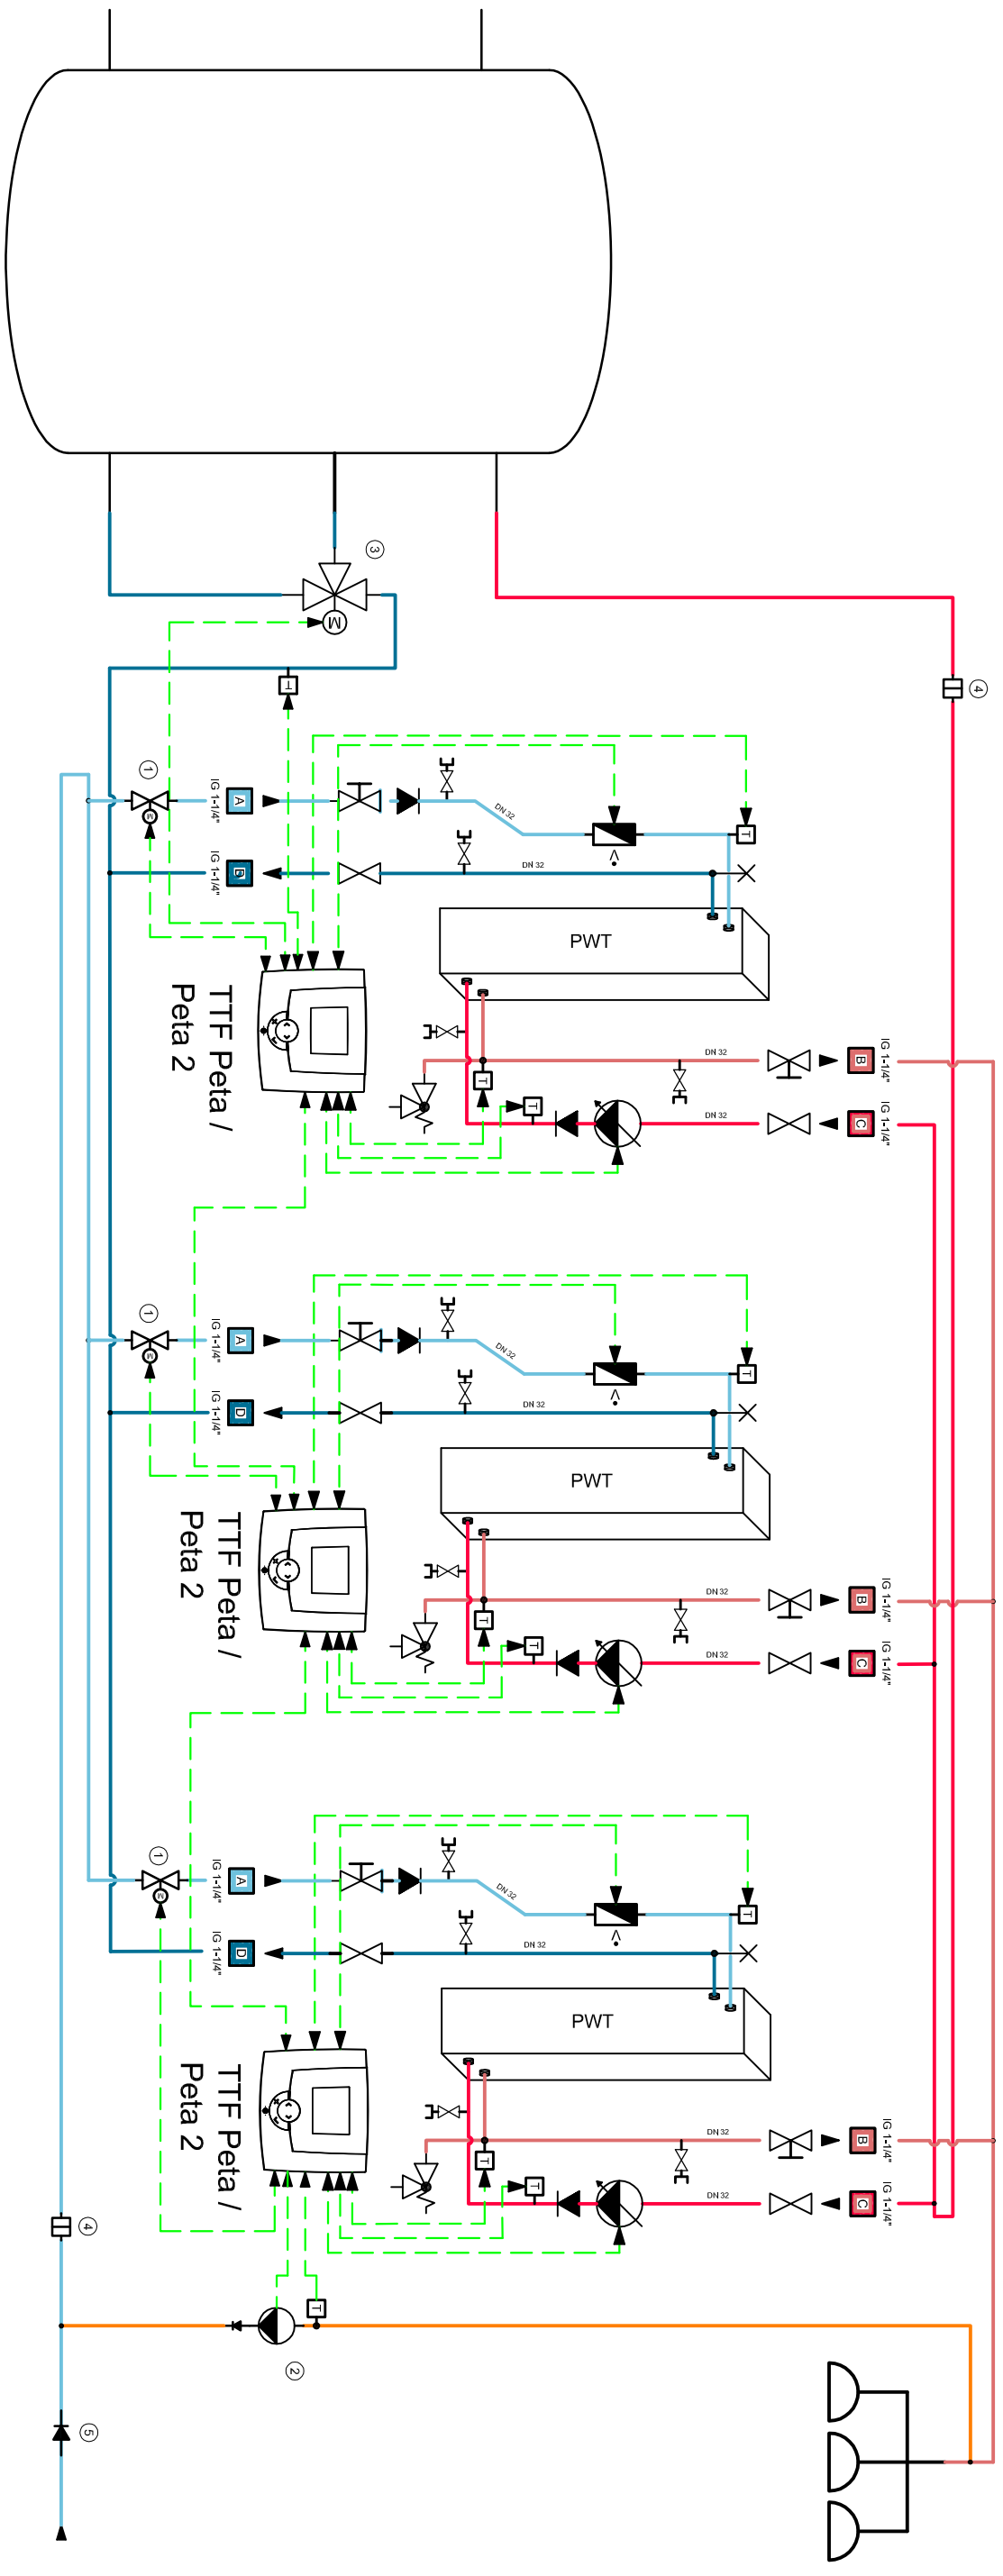 3
M
4
T
1
IG 1-1/4"
A
M
DN 32
T
IG 1-1/4"
D
DN 32
PWT
TTF Peta /
Peta 2
T
DN 32
B
IG 1-1/4"
T
DN 32
C
IG 1-1/4"
1
IG 1-1/4"
A
M
DN 32
T
IG 1-1/4"
D
DN 32
PWT
TTF Peta /
Peta 2
T
DN 32
B
IG 1-1/4"
T
DN 32
C
IG 1-1/4"
1
IG 1-1/4"
A
M
DN 32
T
IG 1-1/4"
D
DN 32
PWT
TTF Peta /
Peta 2
T
DN 32
B
IG 1-1/4"
T
DN 32
C
IG 1-1/4"
4
T
2
5